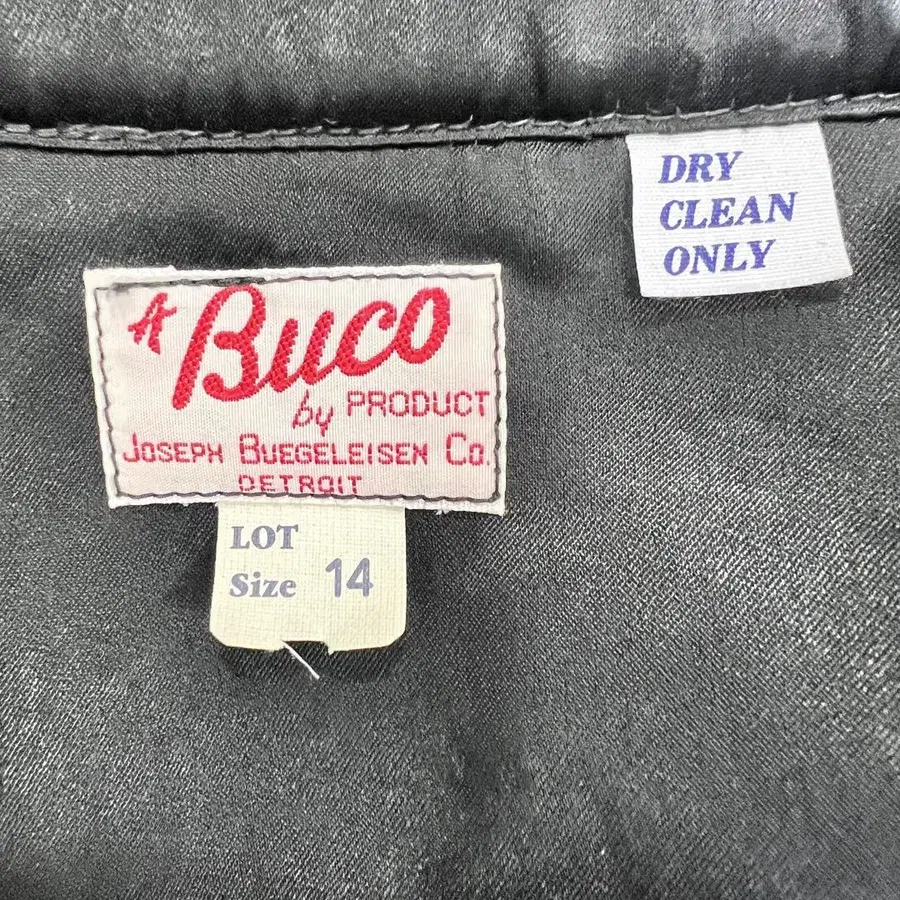 A Buco
by PRODUCT
JOSEPH BUEGELEISEN CO.
DETROIT
LOT
Size 14
DRY
CLEAN
ONLY